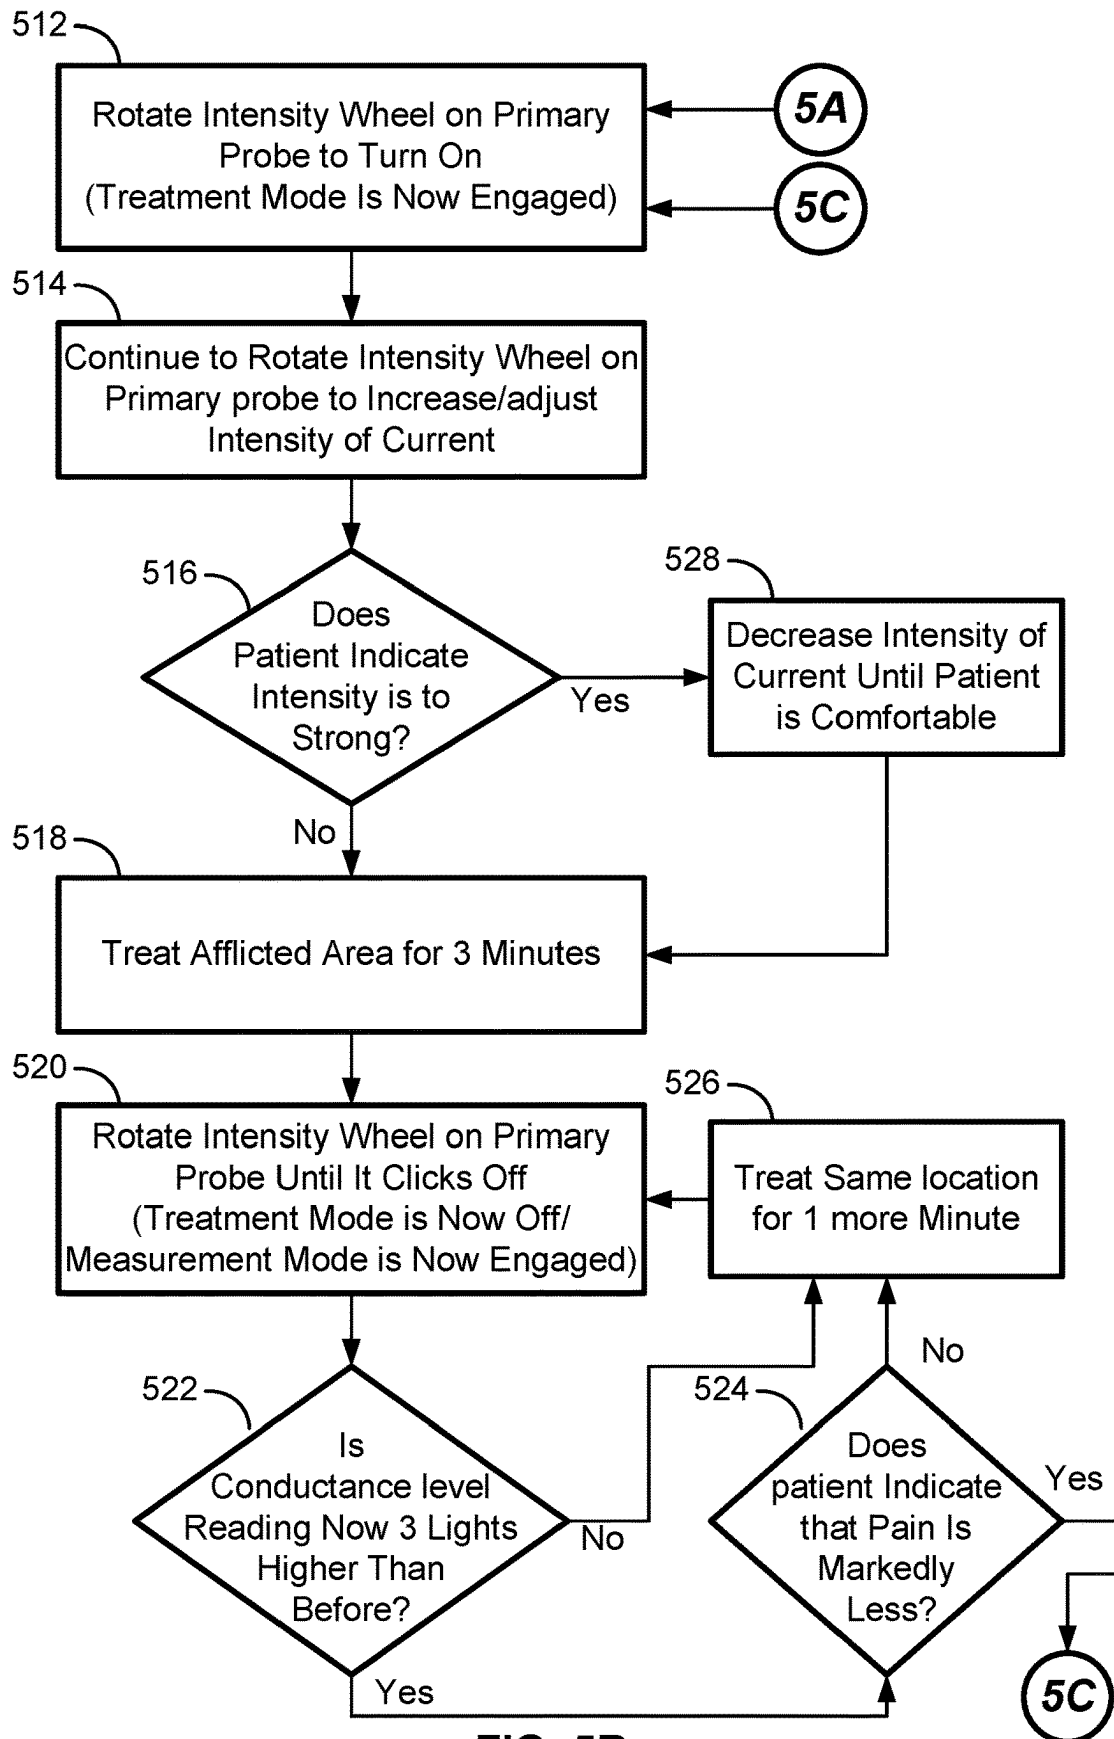 512
Rotate Intensity Wheel on Primary
Probe to Turn On
(Treatment Mode Is Now Engaged)
5A
5C
514
Continue to Rotate Intensity Wheel on
Primary probe to Increase/adjust
Intensity of Current
516
Does
Patient Indicate
Intensity is to
Strong?
Yes
No
528
Decrease Intensity of
Current Until Patient
is Comfortable
518
Treat Afflicted Area for 3 Minutes
520
Rotate Intensity Wheel on Primary
Probe Until It Clicks Off
(Treatment Mode is Now Off/
Measurement Mode is Now Engaged)
526
Treat Same location
for 1 more Minute
522
Is
Conductance level
Reading Now 3 Lights
Higher Than
Before?
No
Yes
524
Does
patient Indicate
that Pain Is
Markedly
Less?
No
Yes
5C